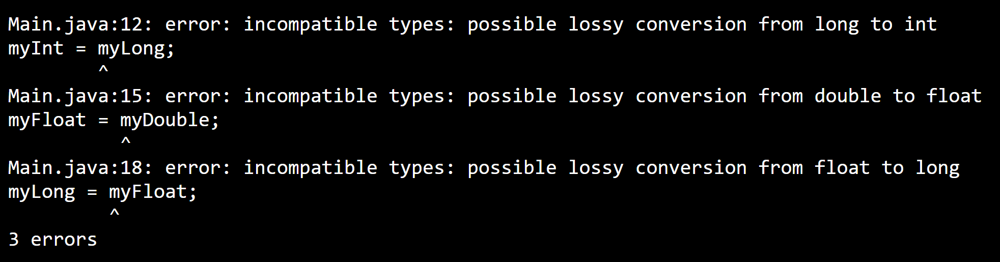 Main.java:12: error: incompatible types: possible lossy conversion from long to int
myInt = myLong;
        ^
Main.java:15: error: incompatible types: possible lossy conversion from double to float
myFloat = myDouble;
          ^
Main.java:18: error: incompatible types: possible lossy conversion from float to long
myLong = myFloat;
         ^
3 errors